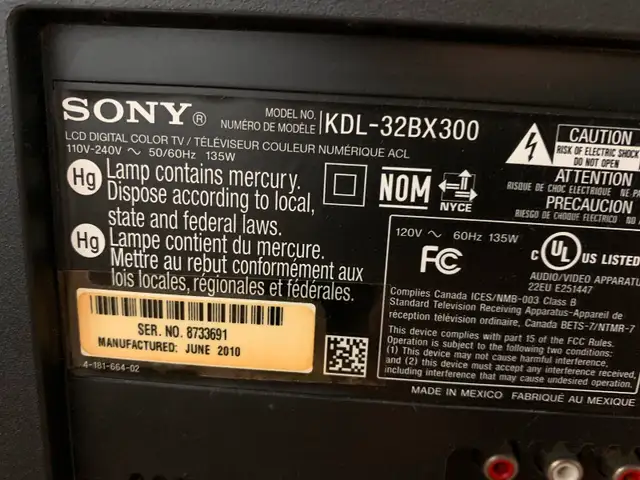 SONY®
MODEL NO.
NUMÉRO DE MODÈLE
KDL-32BX300
LCD DIGITAL COLOR TV / TÉLÉVISEUR COULEUR NUMÉRIQUE ACL
110V-240V ~ 50/60Hz 135W
Hg Lamp contains mercury.
Dispose according to local,
state and federal laws.
Hg Lampe contient du mercure.
Mettre au rebut conformément aux
lois locales, régionales et fédérales.
SER. NO. 8733691
MANUFACTURED: JUNE 2010
4-181-664-02
NOM
NYCE
CAUTION
RISK OF ELECTRIC SHOCK
DO NOT OPEN
ATTENTION
RISQUE DE CHOC ELECTRIQUE NE
PRECAUCION
RIESGO DE CHOQUE ELECTRICO NO
120V ~ 60Hz 135W
FC
C UL US LISTED
AUDIO/VIDEO
22EU E251447
Complies Canada ICES/NMB-003 Class B
Standard Television Receiving Apparatus-Appareil de
réception télévision ordinaire, Canada BETS-7/NTMR-7
This device complies with part 15 of the FCC Rules.
Operation is subject to the following two conditions:
(1) This device may not cause harmful interference,
and (2) this device must accept any interference received,
including interference that may cause undesired operation.
MADE IN MEXICO FABRIQUÉ AU MEXIQUE